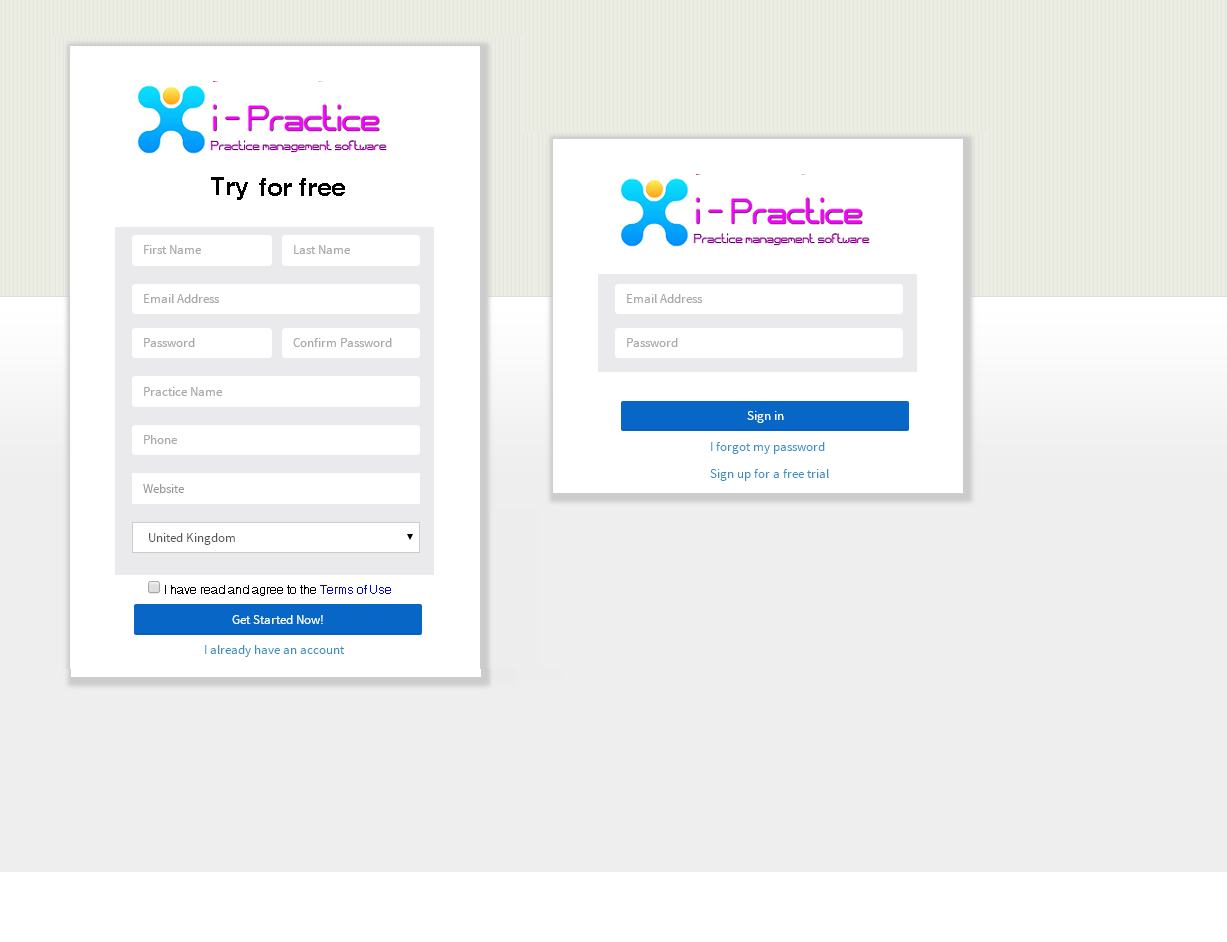 i - Practice
Practice management software
Try for free
First Name
Last Name
Email Address
Password
Confirm Password
Practice Name
Phone
Website
United Kingdom
I have read and agree to the Terms of Use
Get Started Now!
I already have an account
i - Practice
Practice management software
Email Address
Password
Sign in
I forgot my password
Sign up for a free trial